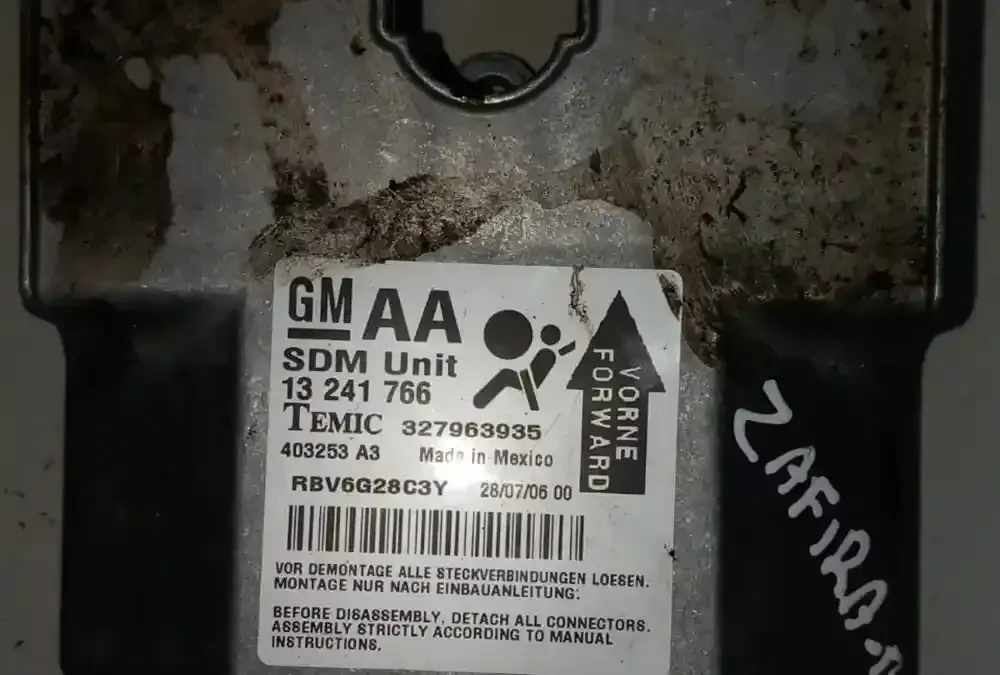 GM AA
SDM Unit
13 241 766
TEMIC 327963935
403253 A3 Made in Mexico
RBV6G28C3Y 28/07/06 00
VORNE
FORWARD
VOR DEMONTAGE ALLE STECKVERBINDUNGEN LOESEN.
MONTAGE NUR NACH EINBAUANLEITUNG.
BEFORE DISASSEMBLY, DETACH ALL CONNECTORS.
ASSEMBLY STRICTLY ACCORDING TO MANUAL
INSTRUCTIONS.
ZAFIRA